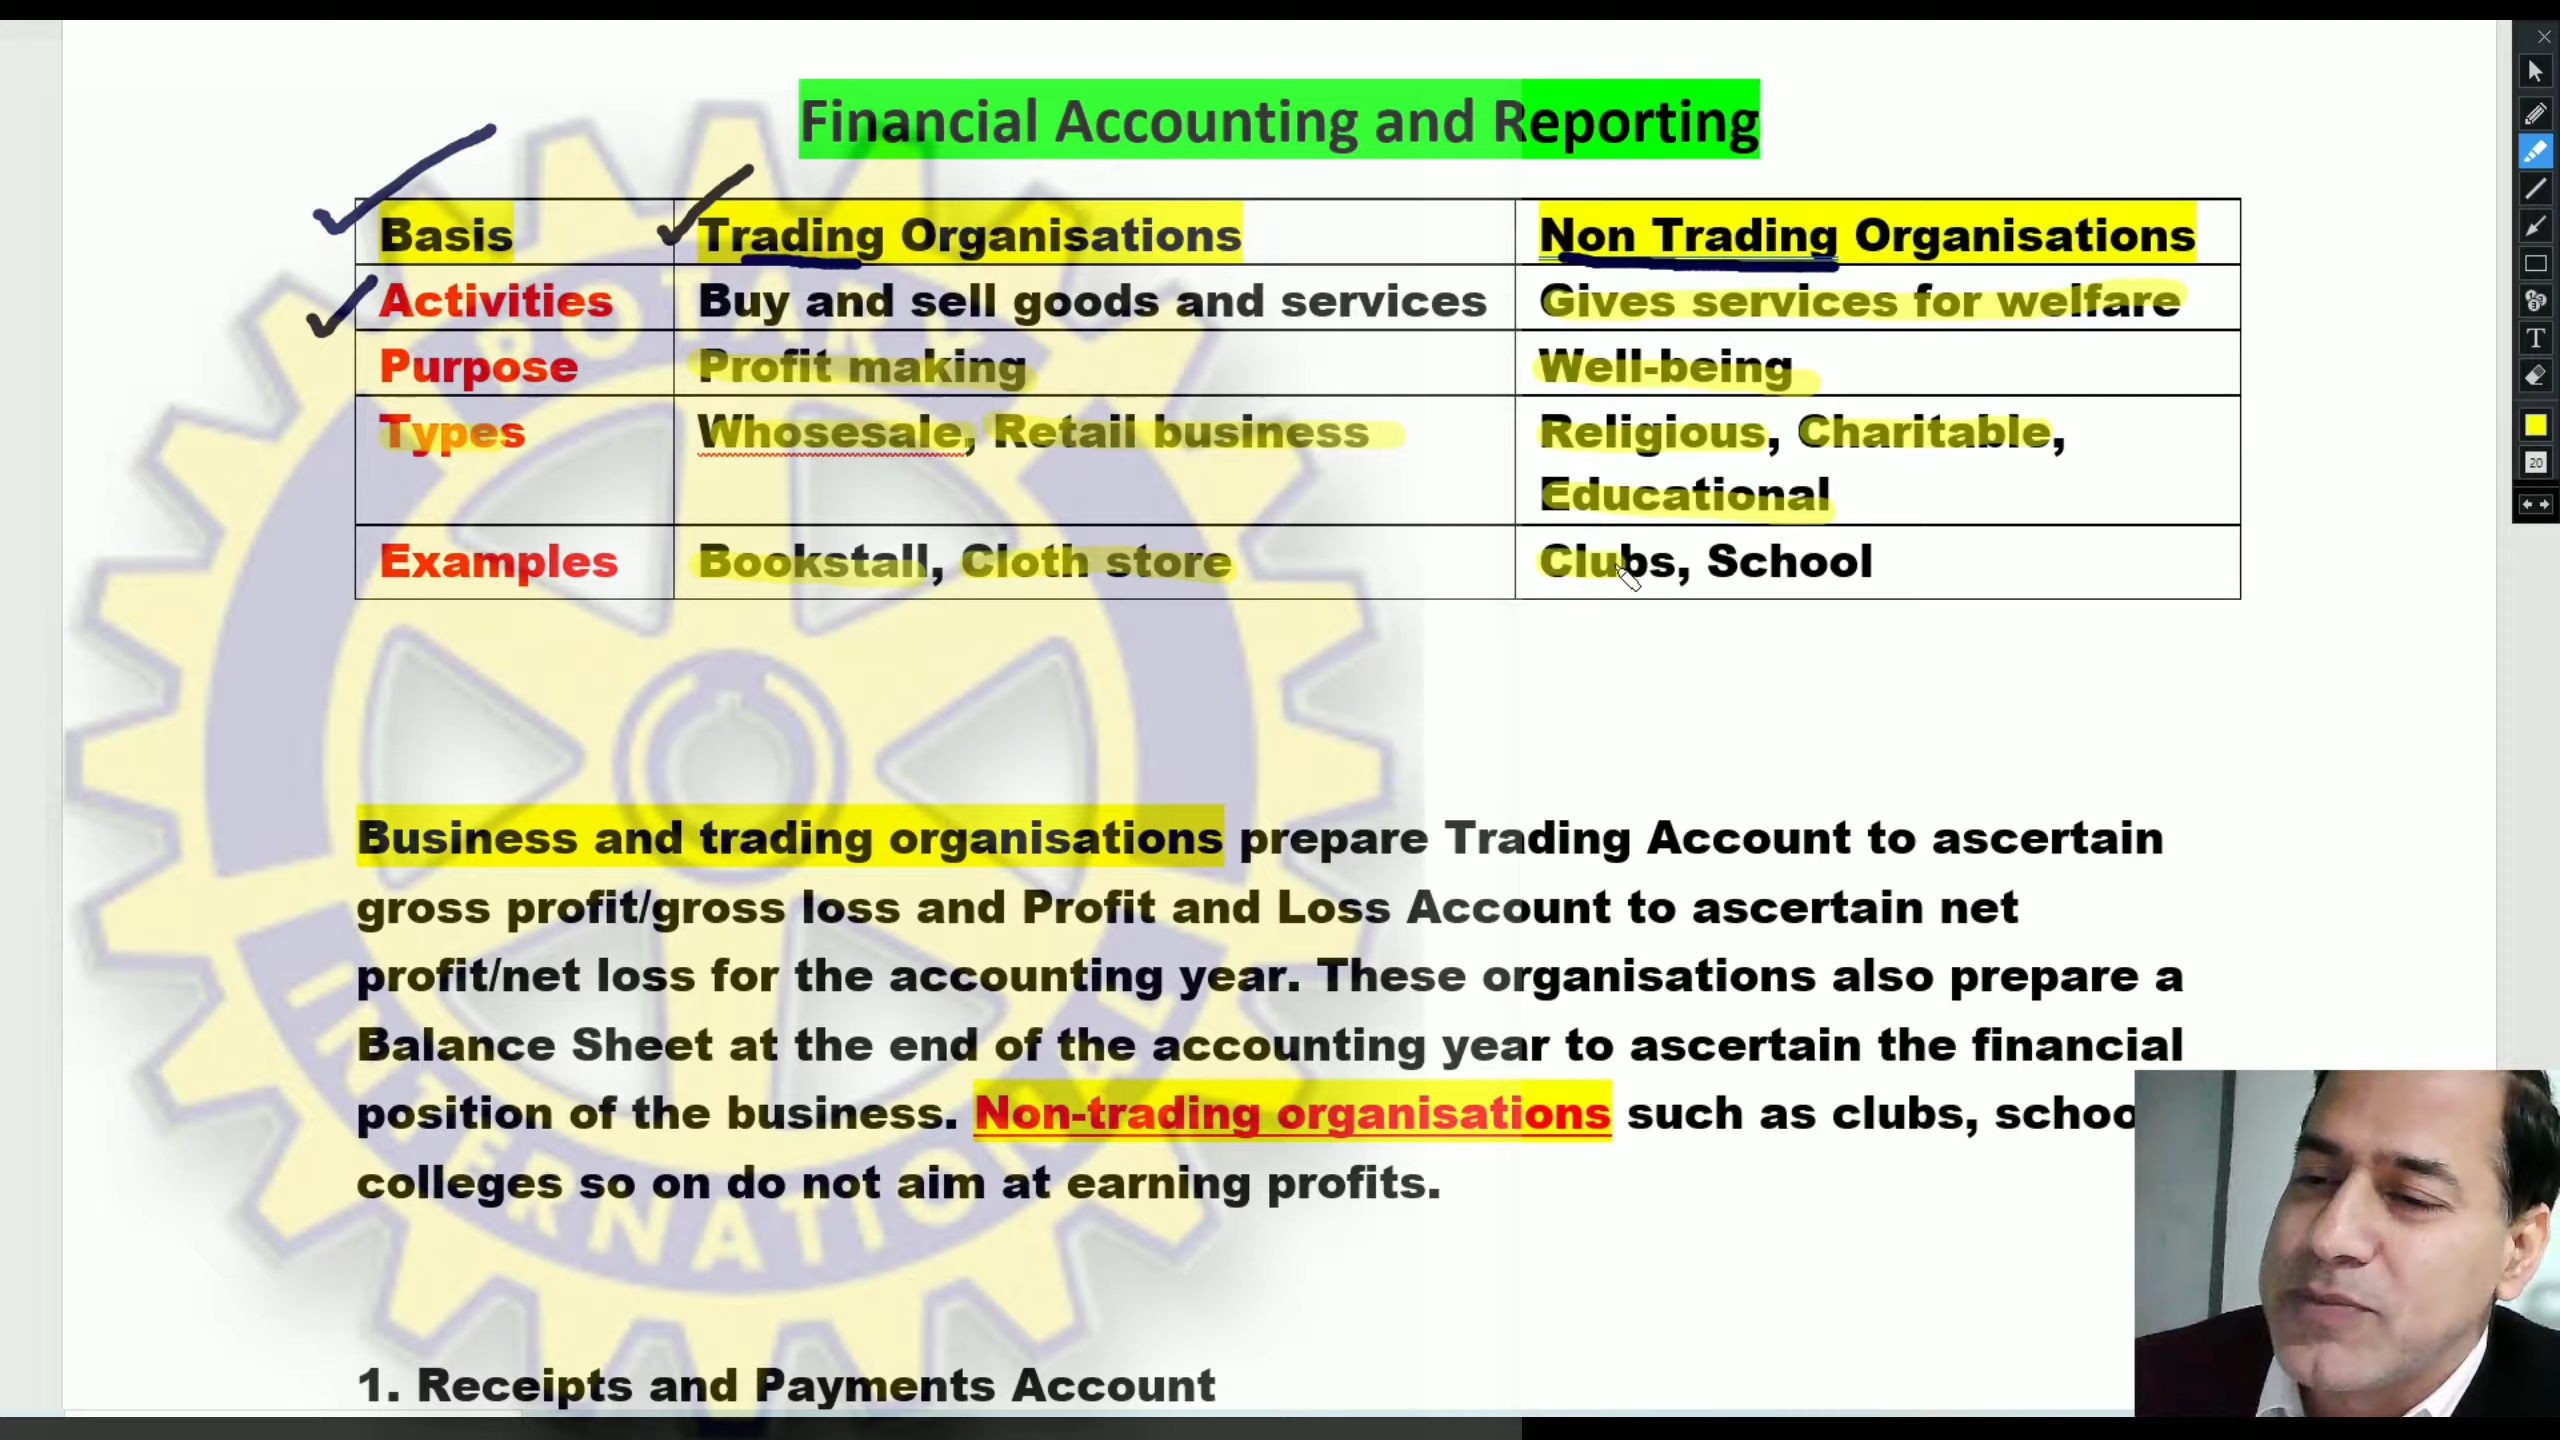 Financial Accounting and Reporting
Basis Trading Organisations Non Trading Organisations
Activities Buy and sell goods and services Gives services for welfare
Purpose Profit making Well-being
Types Whosesale, Retail business Religious, Charitable,
Educational
Examples Bookstall, Cloth store Clubs, School
Business and trading organisations prepare Trading Account to ascertain
gross profit/gross loss and Profit and Loss Account to ascertain net
profit/net loss for the accounting year. These organisations also prepare a
Balance Sheet at the end of the accounting year to ascertain the financial
position of the business. Non-trading organisations such as clubs,
colleges so on do not aim at earning profits.
1. Receipts and Payments Account
INTERNATIONAL
T
20